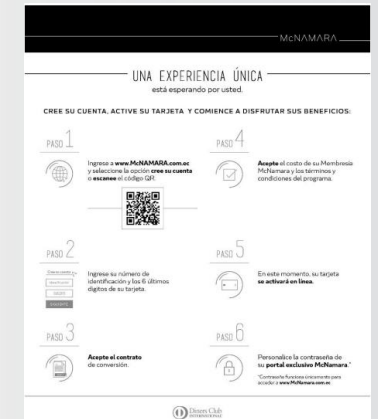 McNAMARA
UNA EXPERIENCIA ÚNICA
está esperando por usted.
CREE SU CUENTA, ACTIVE SU TARJETA Y COMIENCE A DISFRUTAR SUS BENEFICIOS:
PASO 1
Ingrese a www.McNAMARA.com.ec
y seleccione la opción cree su cuenta
o escanee el código QR
PASO 2
Ingrese su número de
identificación y los 6 últimos
dígitos de su tarjeta.
PASO 3
Acepte el contrato
de conversión.
PASO 4
Acepte el costo de su Membresía
McNamara y los términos y
condiciones del programa.
PASO 5
En este momento, su tarjeta
se activará en línea.
PASO 6
Personalice la contraseña de
su portal exclusivo McNamara.*
*Contraseña funciona únicamente para
acceder a www.McNamara.com.ec
Diners Club
INTERNATIONAL